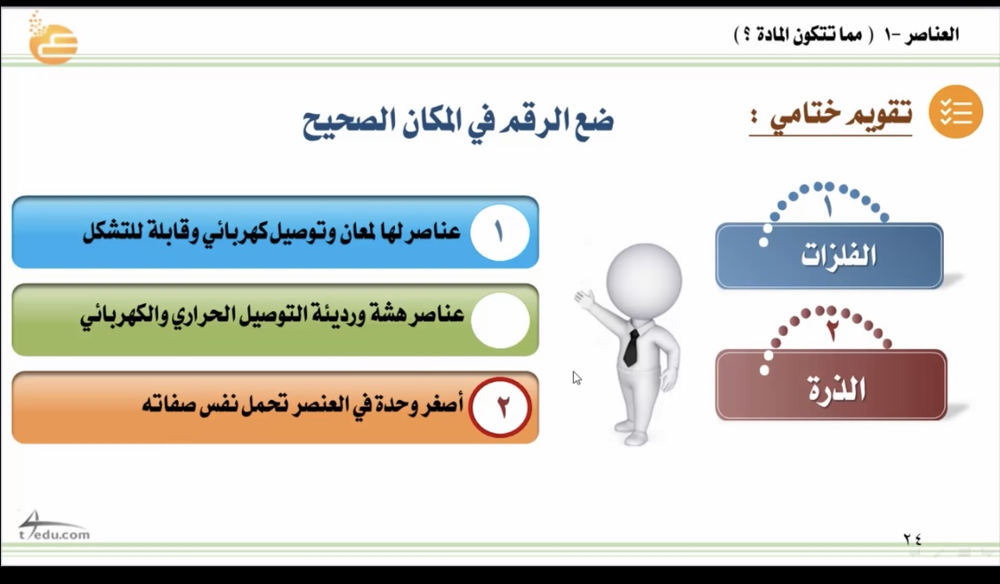 العناصر -١ ( مما تتكون المادة ؟ )
تقويم ختامي :
ضع الرقم في المكان الصحيح
١
الفلزات
٢
الذرة
١ عناصر لها لمعان وتوصيل كهربائي وقابلة للتشكل
عناصر هشة ورديئة التوصيل الحراري والكهربائي
٢ أصغر وحدة في العنصر تحمل نفس صفاته
t4edu.com
٢٤